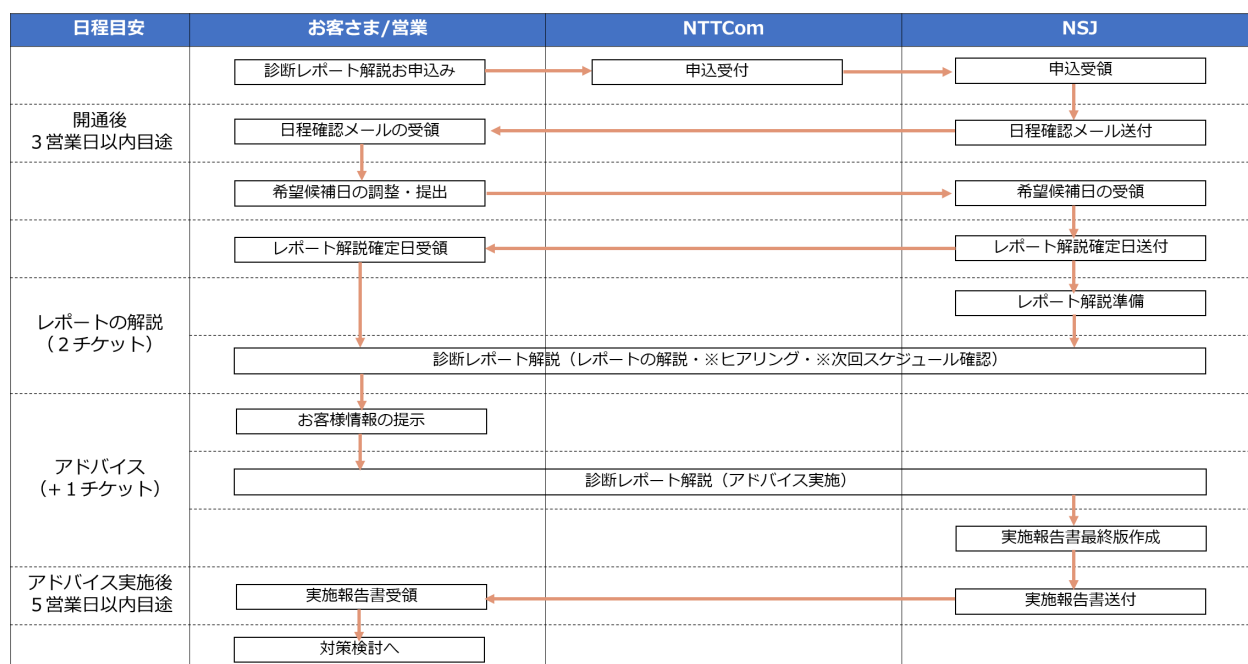 日程目安
お客さま/営業
NTTCom
NSJ
診断レポート解説お申込み
申込受付
申込受領
開通後
３営業日以内目途
日程確認メールの受領
日程確認メール送付
希望候補日の調整・提出
希望候補日の受領
レポート解説確定日受領
レポート解説確定日送付
レポートの解説
（２チケット）
レポート解説準備
診断レポート解説（レポートの解説・※ヒアリング・※次回スケジュール確認）
アドバイス
（+１チケット）
お客様情報の提示
診断レポート解説（アドバイス実施）
実施報告書最終版作成
アドバイス実施後
５営業日以内目途
実施報告書受領
実施報告書送付
対策検討へ